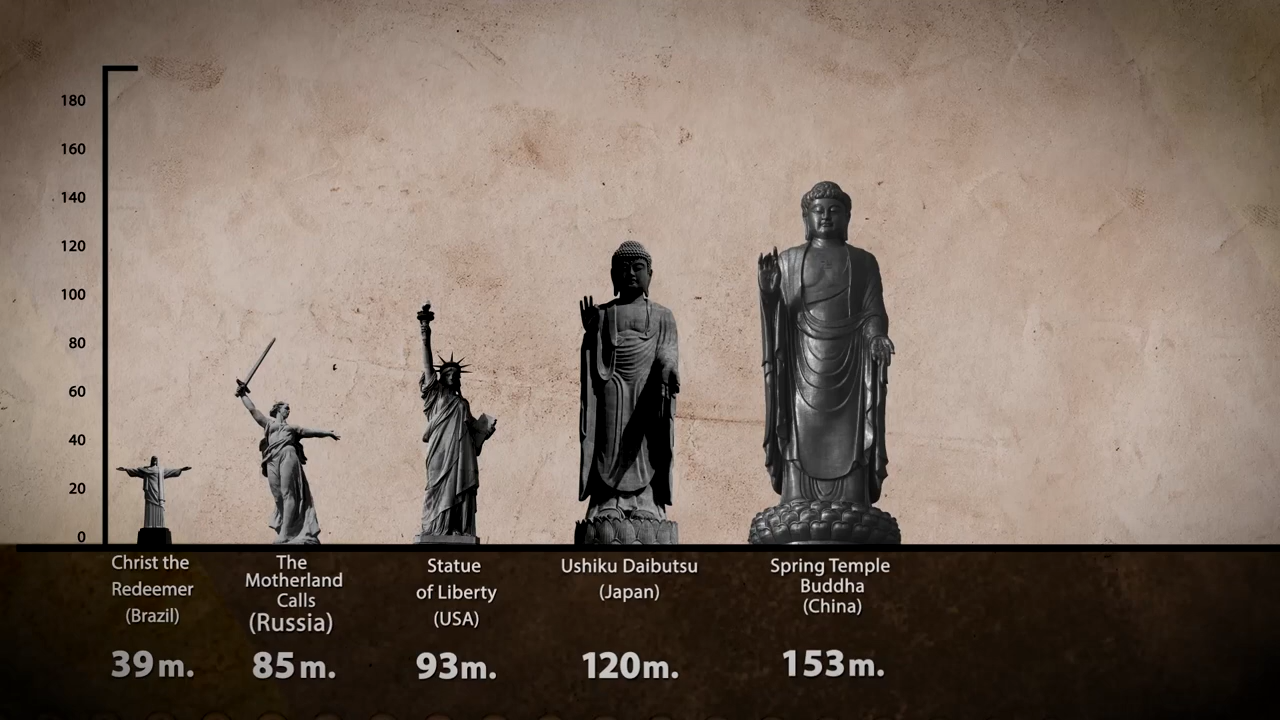 180
160
140
120
100
80
60
40
20
0
Christ the
Redeemer
(Brazil)
39m.
The
Motherland
Calls
(Russia)
85m.
Statue
of Liberty
(USA)
93m.
Ushiku Daibutsu
(Japan)
120m.
Spring Temple
Buddha
(China)
153m.